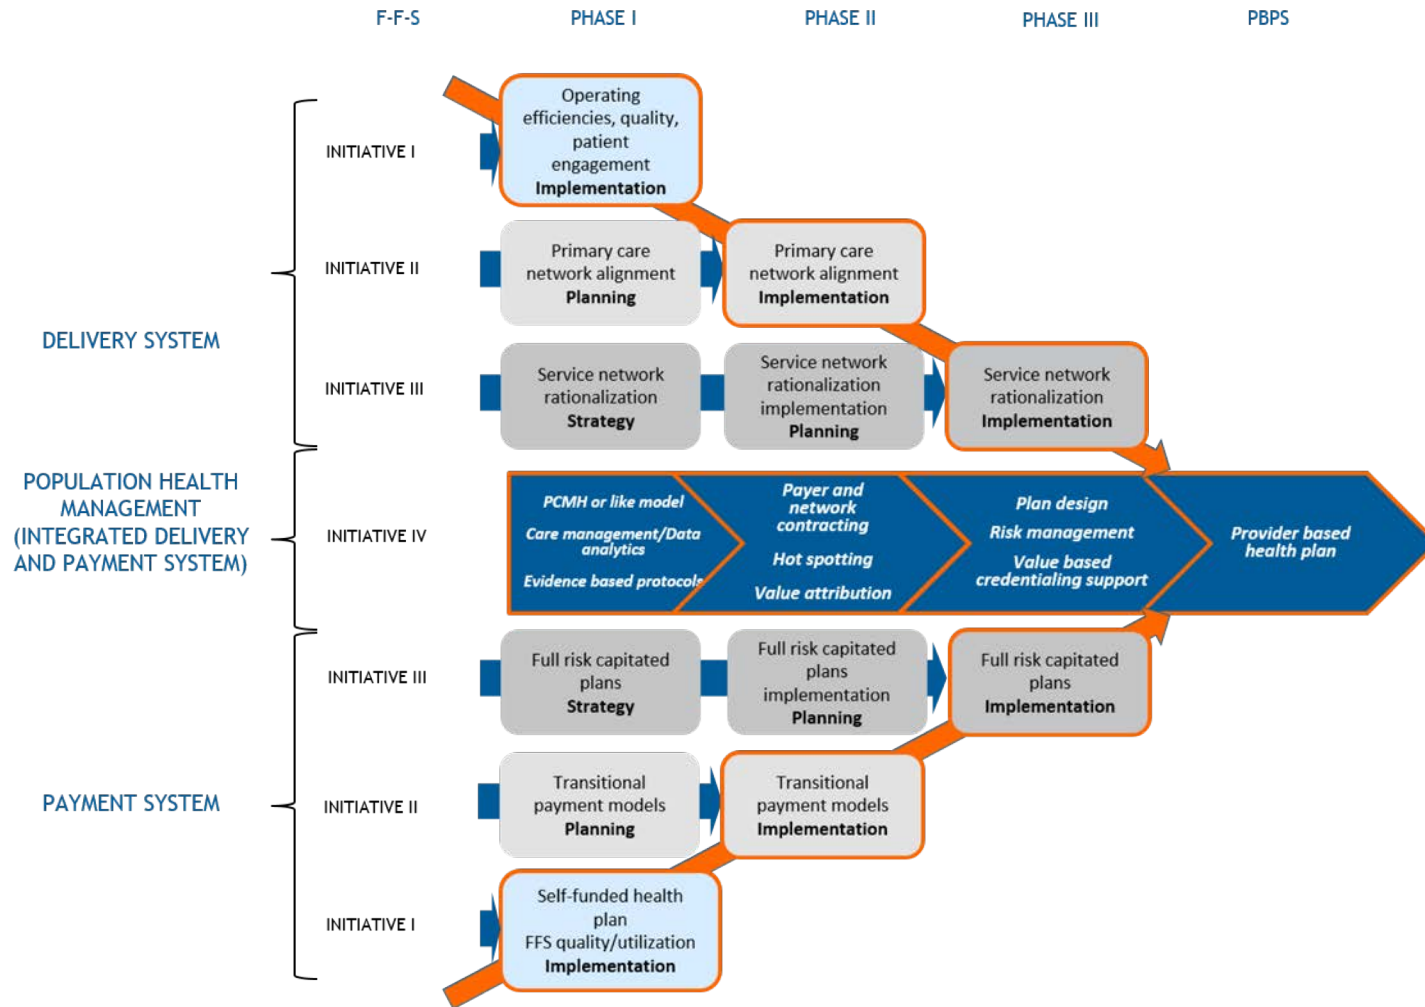 F-F-S
PHASE I
PHASE II
PHASE III
PBPS
DELIVERY SYSTEM
INITIATIVE I
Operating
efficiencies, quality,
patient
engagement
Implementation
INITIATIVE II
Primary care
network alignment
Planning
Primary care
network alignment
Implementation
INITIATIVE III
Service network
rationalization
Strategy
Service network
rationalization
implementation
Planning
Service network
rationalization
Implementation
POPULATION HEALTH
MANAGEMENT
(INTEGRATED DELIVERY
AND PAYMENT SYSTEM)
INITIATIVE IV
PCMH or like model
Care management/Data
analytics
Evidence based protocols
Payer and
network
contracting
Hot spotting
Value attribution
Plan design
Risk management
Value based
credentialing support
Provider based
health plan
PAYMENT SYSTEM
INITIATIVE III
Full risk capitated
plans
Strategy
Full risk capitated
plans
implementation
Planning
Full risk capitated
plans
Implementation
INITIATIVE II
Transitional
payment models
Planning
Transitional
payment models
Implementation
INITIATIVE I
Self-funded health
plan
FFS quality/utilization
Implementation